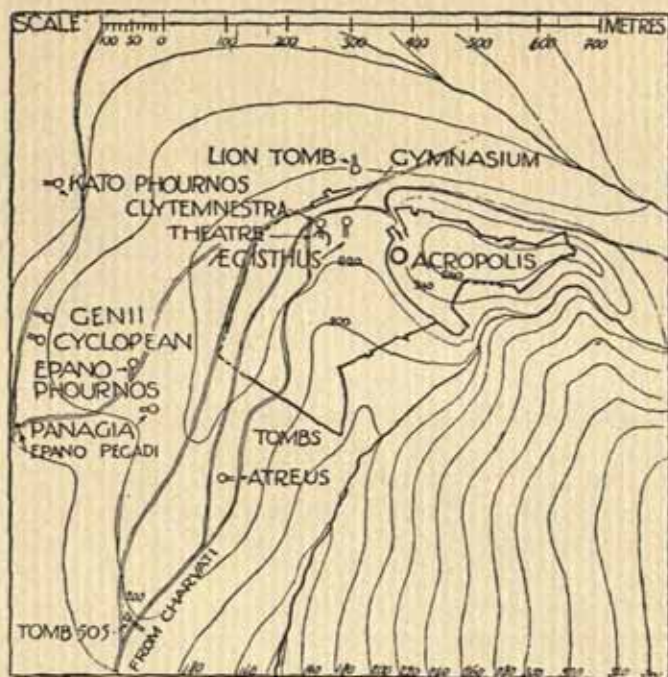 SCALE
METRES
100 50 0 100 200 300 400 500 600 700
LION TOMB
GYMNASIUM
KATO PHOURNOS
CLYTEMNESTRA
THEATRE
ÆGISTHUS
ACROPOLIS
GENII
CYCLOPEAN
EPANO
PHOURNOS
PANAGIA
EPANO PEGADI
TOMBS
ATREUS
200
TOMB 505
FROM CHARVATI